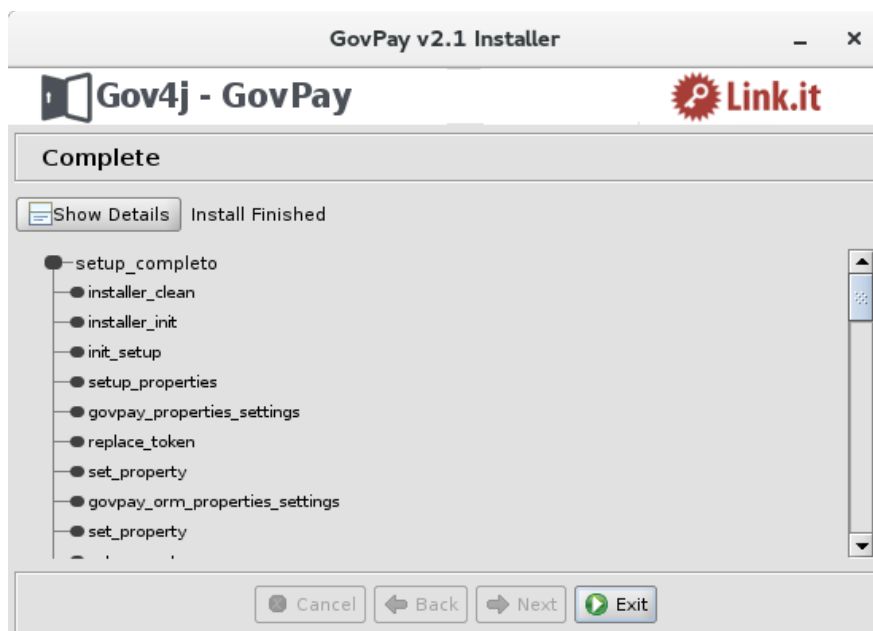 GovPay v2.1 Installer
Gov4j - GovPay
Link.it
Complete
Show Details Install Finished
setup_completo
installer_clean
installer_init
init_setup
setup_properties
govpay_properties_settings
replace_token
set_property
govpay_orm_properties_settings
set_property
Cancel Back Next Exit